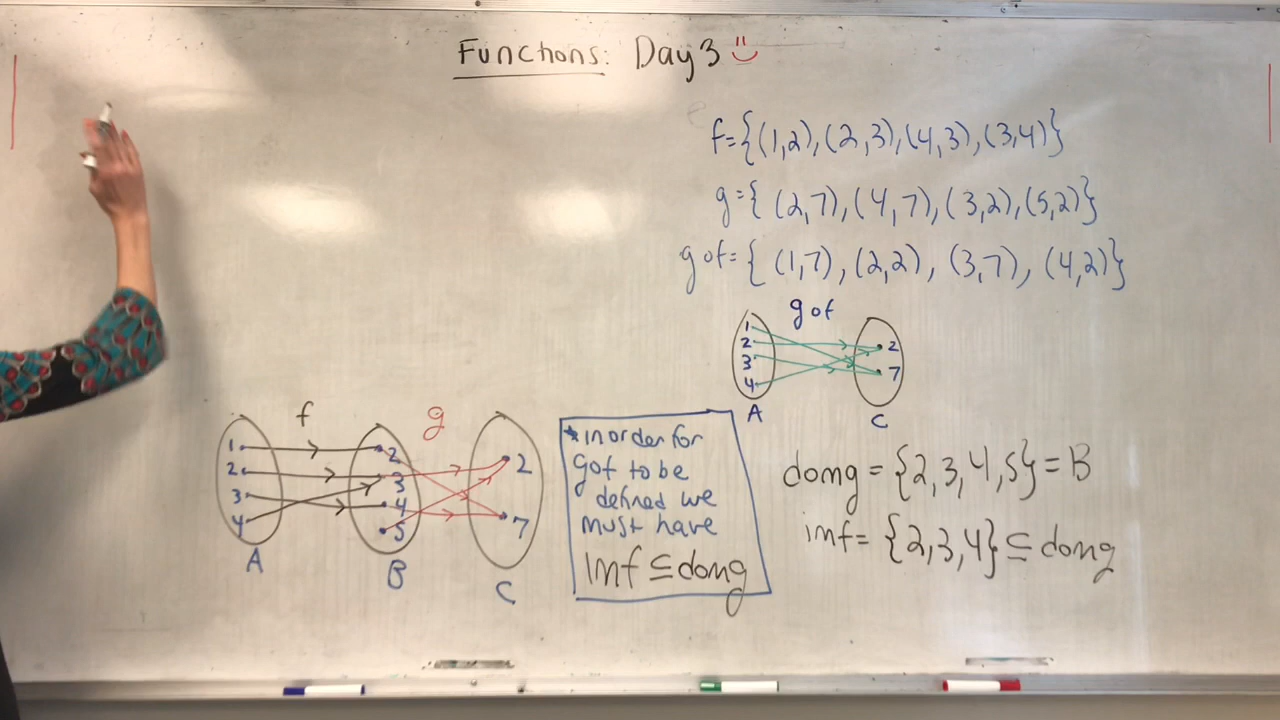 Functions: Day 3
f={(1,2),(2,3),(4,3),(3,4)}
g={ (2,7),(4,7),(3,2),(5,2)}
gof={ (1,7),(2,2), (3,7), (4,2)}
gof
1
2
3
4
2
7
A
C
f
g
1
2
3
4
2
3
4
5
2
7
A
B
C
* in order for
gof to be
defined we
must have
imf ⊆ domg
domg = {2,3,4,5} = B
imf = {2,3,4} ⊆ domg